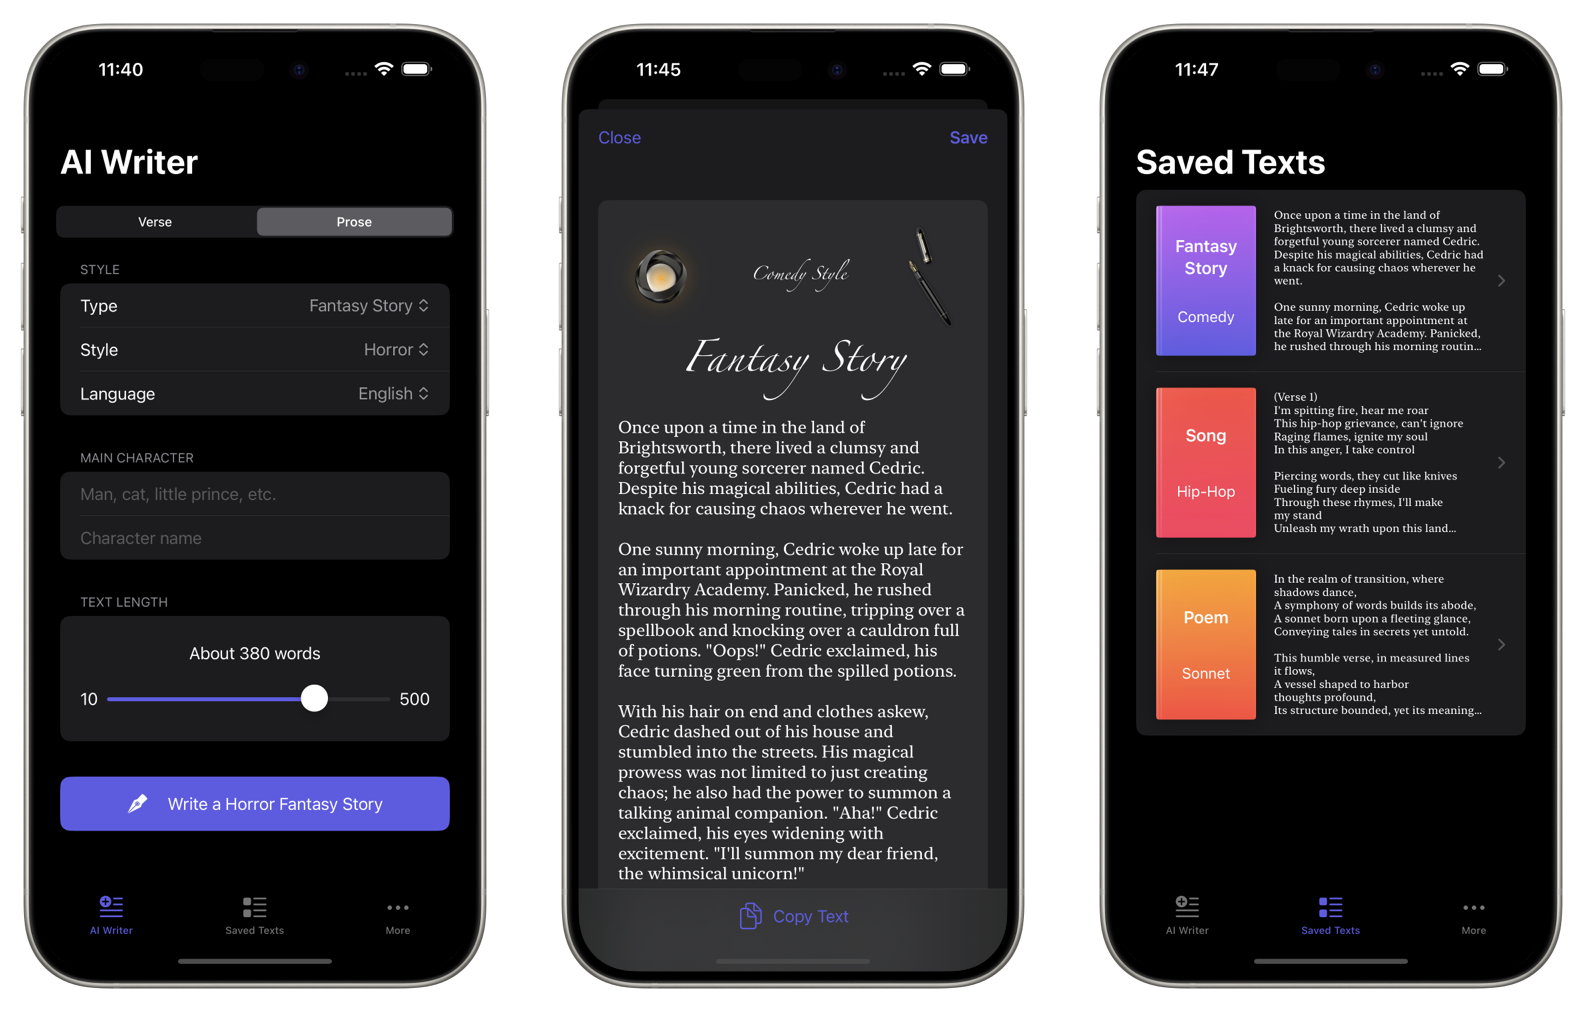 11:40
AI Writer
Verse
Prose
STYLE
Type
Fantasy Story
Style
Horror
Language
English
MAIN CHARACTER
Man, cat, little prince, etc.
Character name
TEXT LENGTH
About 380 words
10
500
Write a Horror Fantasy Story
AI Writer
Saved Texts
More
11:45
Close
Save
Comedy Style
Fantasy Story
Once upon a time in the land of
Brightsworth, there lived a clumsy and
forgetful young sorcerer named Cedric.
Despite his magical abilities, Cedric had a
knack for causing chaos wherever he went.
One sunny morning, Cedric woke up late for
an important appointment at the Royal
Wizardry Academy. Panicked, he rushed
through his morning routine, tripping over a
spellbook and knocking over a cauldron full
of potions. "Oops!" Cedric exclaimed, his
face turning green from the spilled potions.
With his hair on end and clothes askew,
Cedric dashed out of his house and
stumbled into the streets. His magical
prowess was not limited to just creating
chaos; he also had the power to summon a
talking animal companion. "Aha!" Cedric
exclaimed, his eyes widening with
excitement. "I'll summon my dear friend,
the whimsical unicorn!"
Copy Text
11:47
Saved Texts
Fantasy
Story
Comedy
Once upon a time in the land of
Brightsworth, there lived a clumsy and
forgetful young sorcerer named Cedric.
Despite his magical abilities, Cedric had
a knack for causing chaos wherever he
went.
One sunny morning, Cedric woke up
late for an important appointment at
the Royal Wizardry Academy. Panicked,
he rushed through his morning routin...
Song
Hip-Hop
(Verse 1)
I'm spitting fire, hear me roar
This hip-hop grievance, can't ignore
Raging flames, ignite my soul
In this anger, I take control
Piercing words, they cut like knives
Fueling fury deep inside
Through these rhymes, I'll make
my stand
Unleash my wrath upon this land...
Poem
Sonnet
In the realm of transition, where
shadows dance,
A symphony of words builds its abode,
A sonnet born upon a fleeting glance,
Conveying tales in secrets yet untold.
This humble verse, in measured lines
it flows,
A vessel shaped to harbor
thoughts profound,
Its structure bounded, yet its meaning...
AI Writer
Saved Texts
More